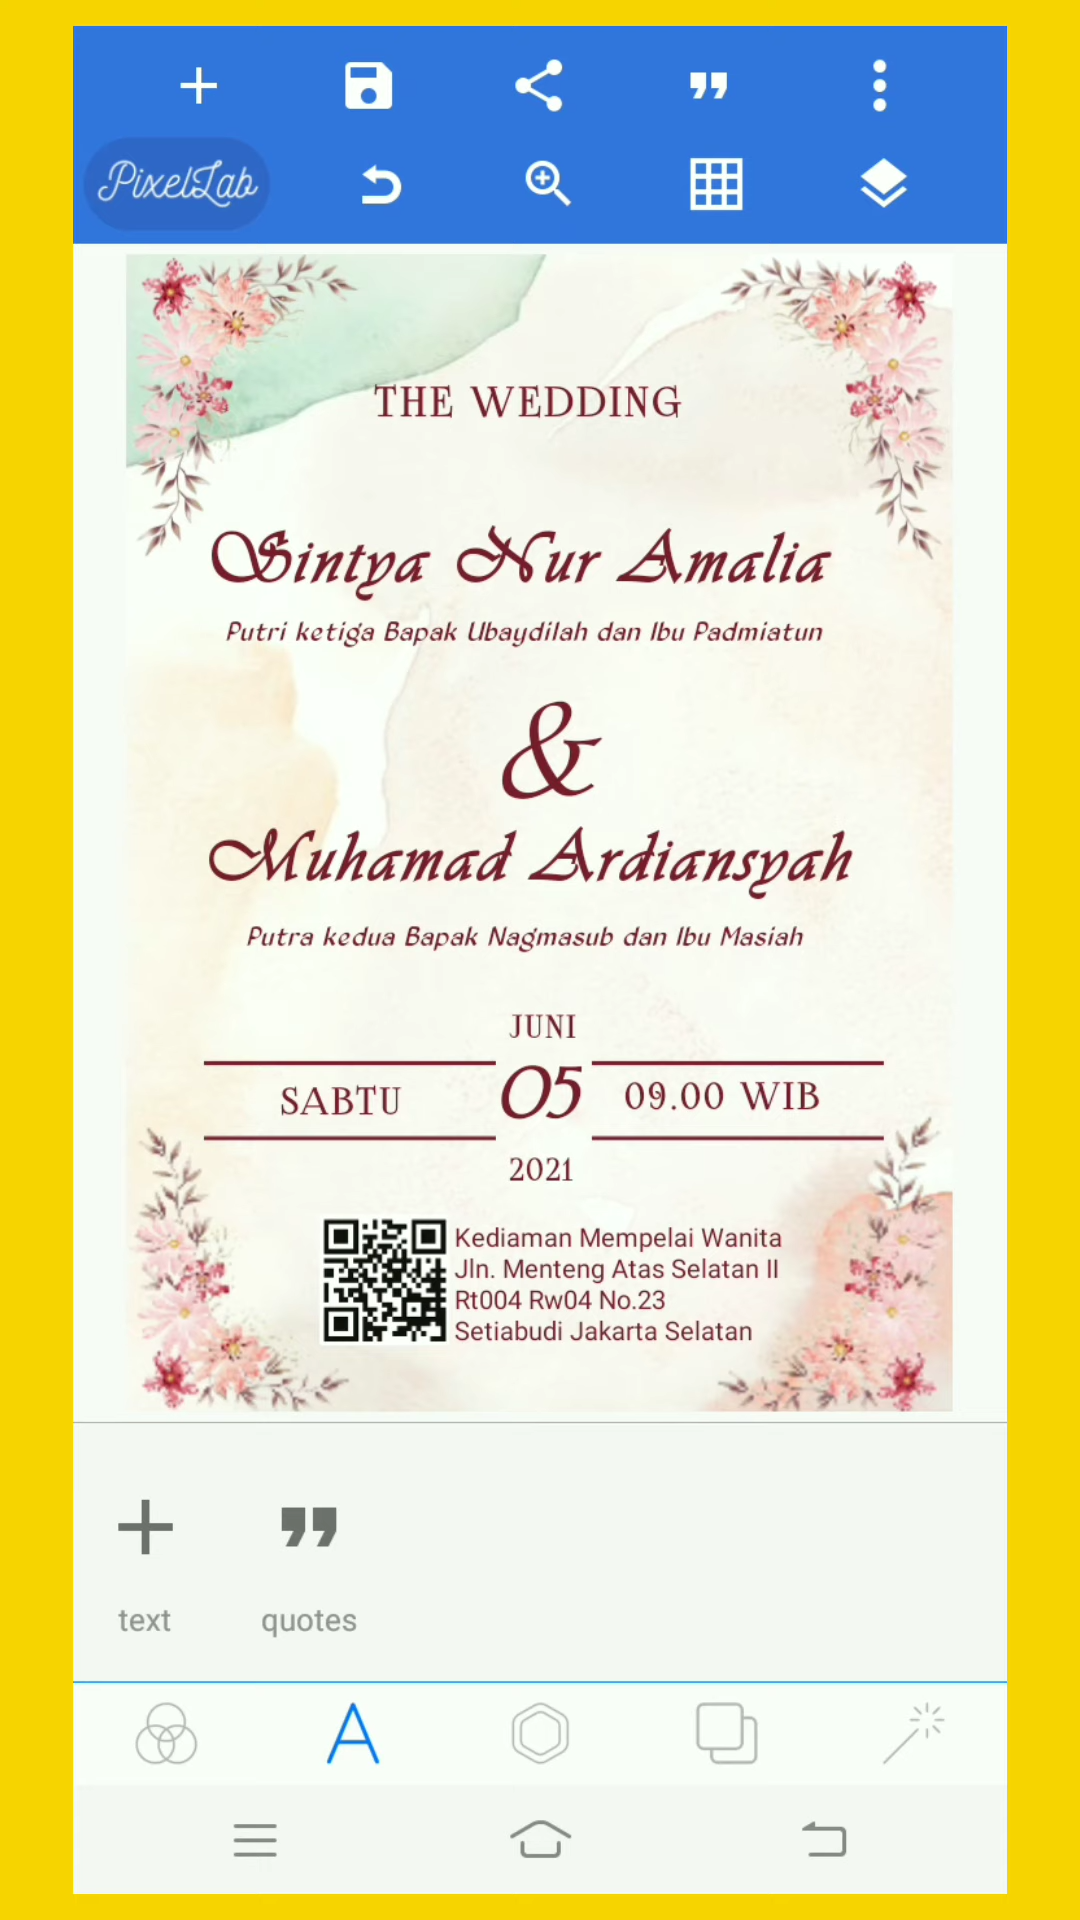 PixelLab
THE WEDDING
Sintya Nur Amalia
Putri ketiga Bapak Ubaydilah dan Ibu Padmiatun
&
Muhamad Ardiansyah
Putra kedua Bapak Nagmasub dan Ibu Masiah
JUNI
SABTU 05 09.00 WIB
2021
Kediaman Mempelai Wanita
Jln. Menteng Atas Selatan II
Rt004 Rw04 No.23
Setiabudi Jakarta Selatan
text quotes